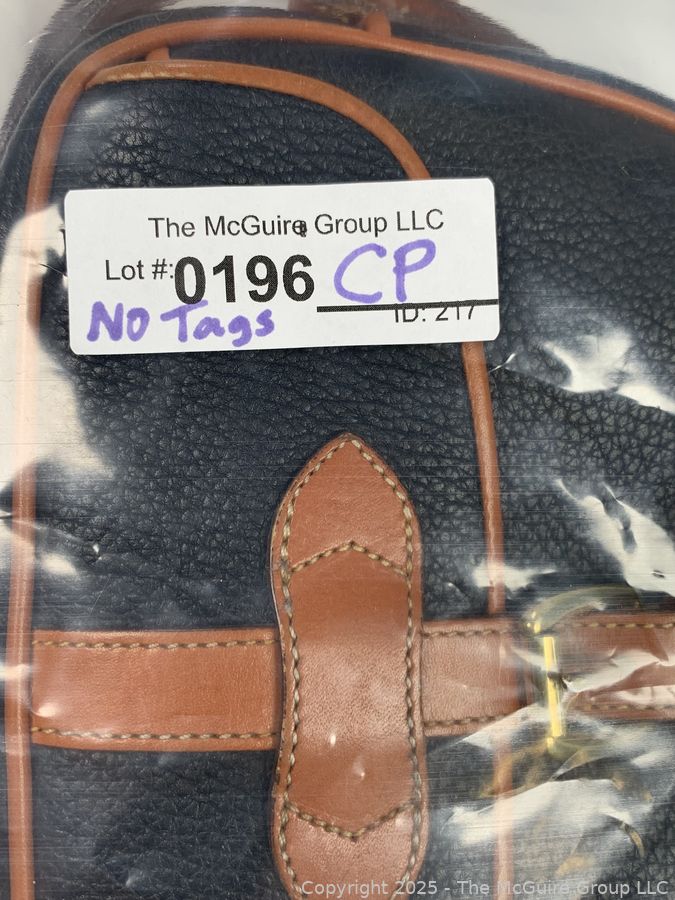 The McGuire Group LLC
Lot #: 0196 CP
No Tags ID: 217
Copyright 2025 - The McGuire Group LLC